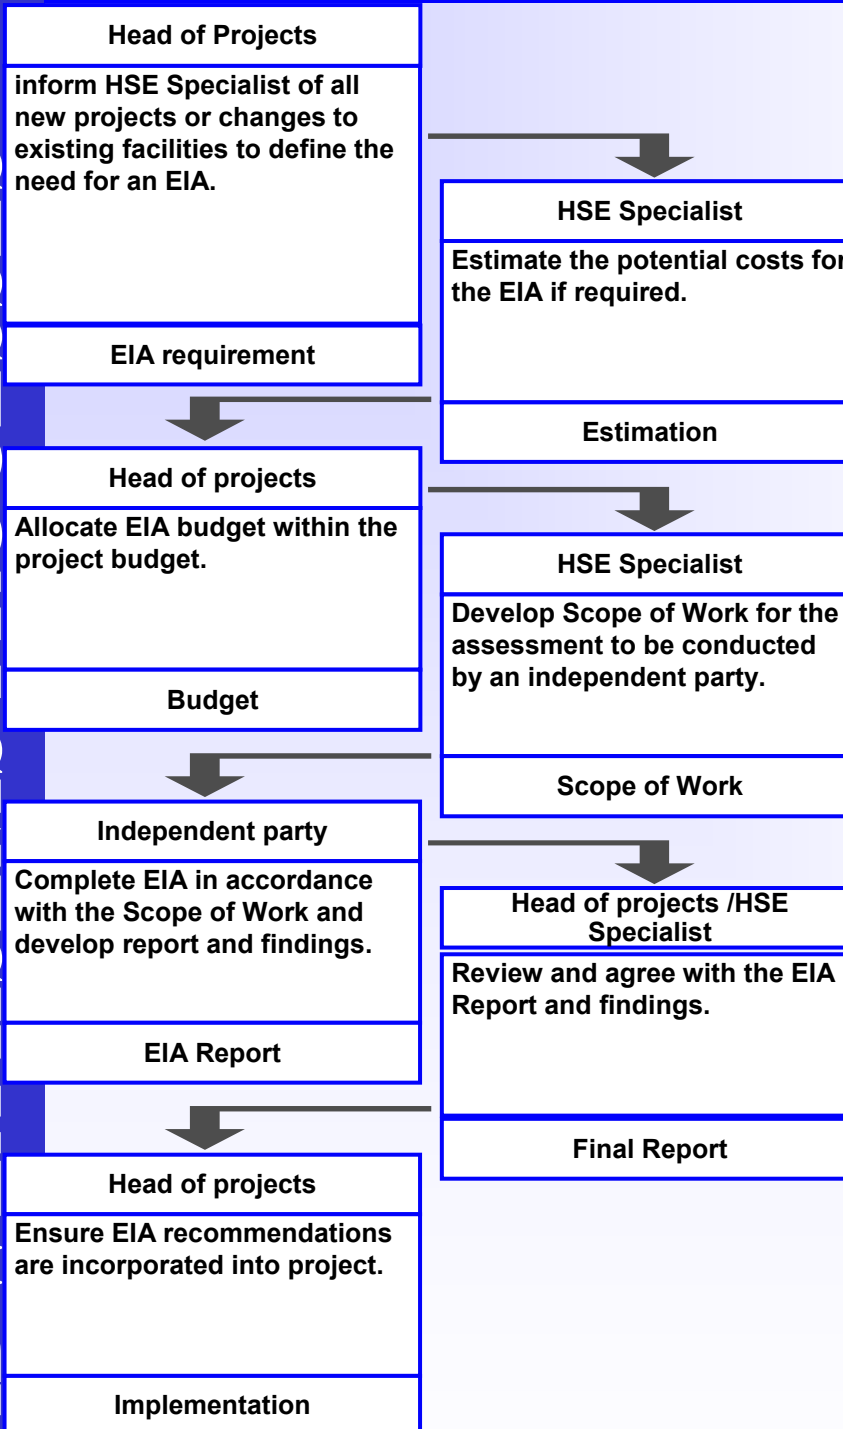 Head of Projects
inform HSE Specialist of all
new projects or changes to
existing facilities to define the
need for an EIA.
EIA requirement
HSE Specialist
Estimate the potential costs for
the EIA if required.
Estimation
Head of projects
Allocate EIA budget within the
project budget.
Budget
HSE Specialist
Develop Scope of Work for the
assessment to be conducted
by an independent party.
Scope of Work
Independent party
Complete EIA in accordance
with the Scope of Work and
develop report and findings.
EIA Report
Head of projects /HSE
Specialist
Review and agree with the EIA
Report and findings.
Final Report
Head of projects
Ensure EIA recommendations
are incorporated into project.
Implementation